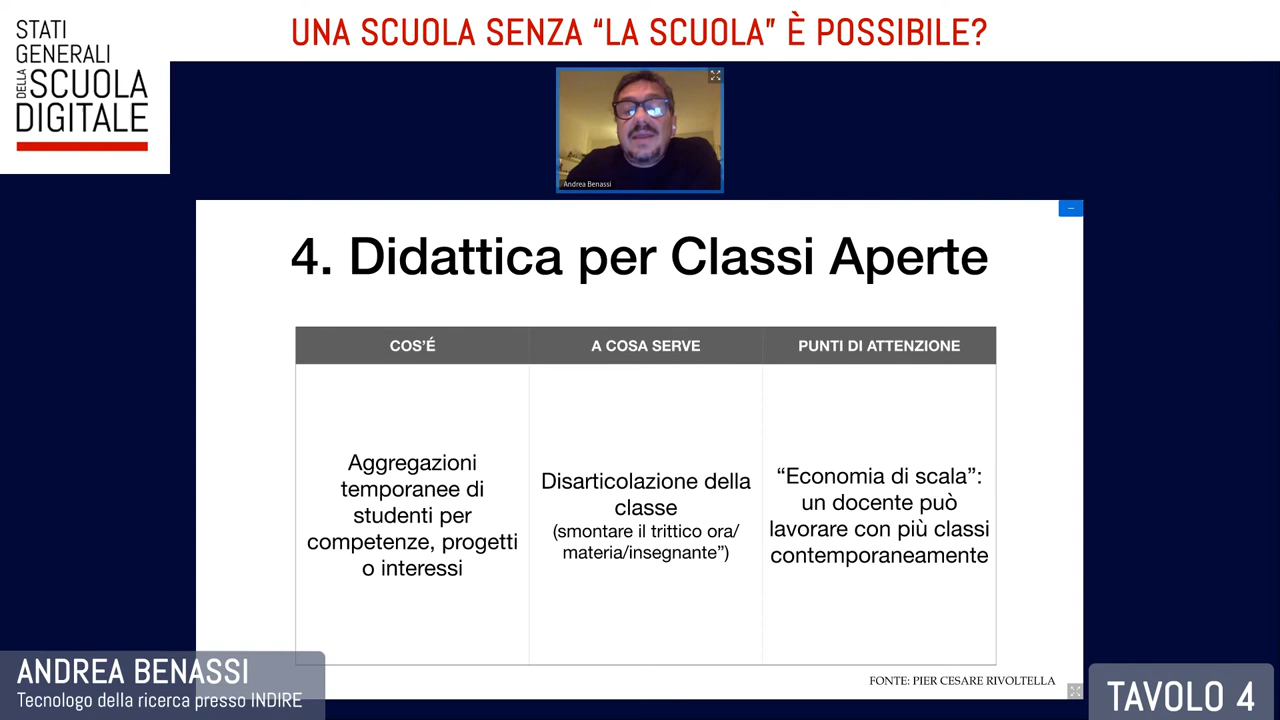 STATI
GENERALI
DELLA SCUOLA
DIGITALE
UNA SCUOLA SENZA “LA SCUOLA” È POSSIBILE?
Andrea Benassi
4. Didattica per Classi Aperte
COS’É
A COSA SERVE
PUNTI DI ATTENZIONE
Aggregazioni
temporanee di
studenti per
competenze, progetti
o interessi
Disarticolazione della
classe
(smontare il trittico ora/
materia/insegnante”)
“Economia di scala”:
un docente può
lavorare con più classi
contemporaneamente
FONTE: PIER CESARE RIVOLTELLA
ANDREA BENASSI
Tecnologo della ricerca presso INDIRE
TAVOLO 4